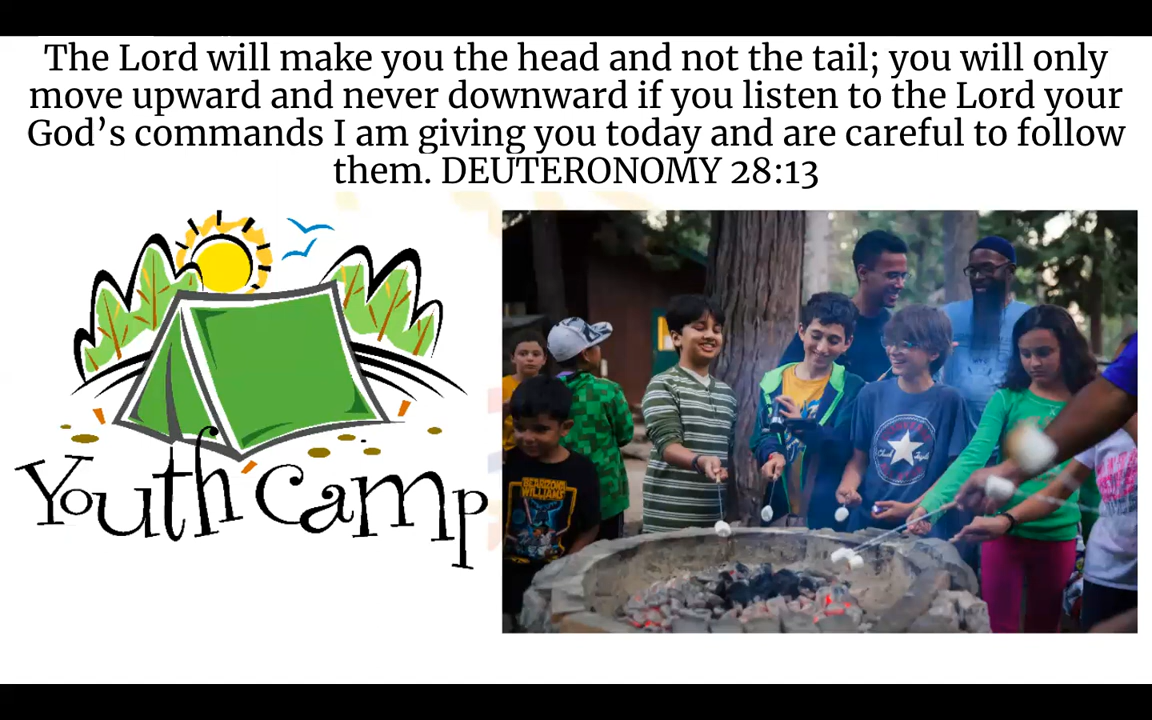 The Lord will make you the head and not the tail; you will only
move upward and never downward if you listen to the Lord your
God’s commands I am giving you today and are careful to follow
them. DEUTERONOMY 28:13
Youth Camp
BEARIZONA
WILLIAMS